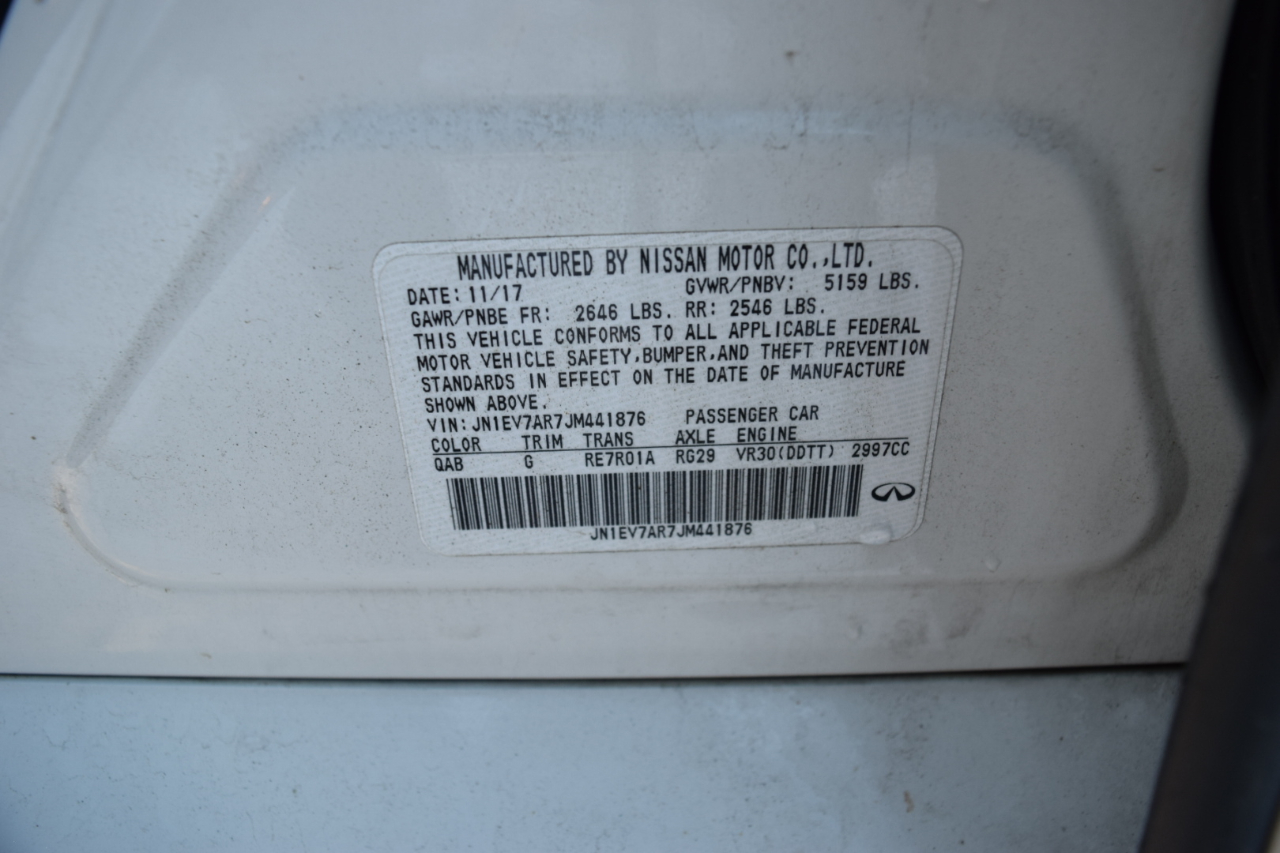 MANUFACTURED BY NISSAN MOTOR CO.,LTD.
DATE: 11/17 GVWR/PNBV: 5159 LBS.
GAWR/PNBE FR: 2646 LBS. RR: 2546 LBS.
THIS VEHICLE CONFORMS TO ALL APPLICABLE FEDERAL
MOTOR VEHICLE SAFETY,BUMPER,AND THEFT PREVENTION
STANDARDS IN EFFECT ON THE DATE OF MANUFACTURE
SHOWN ABOVE.
VIN: JN1EV7AR7JM441876 PASSENGER CAR
COLOR TRIM TRANS AXLE ENGINE
QAB G RE7R01A RG29 VR30(DDTT) 2997CC
JN1EV7AR7JM441876